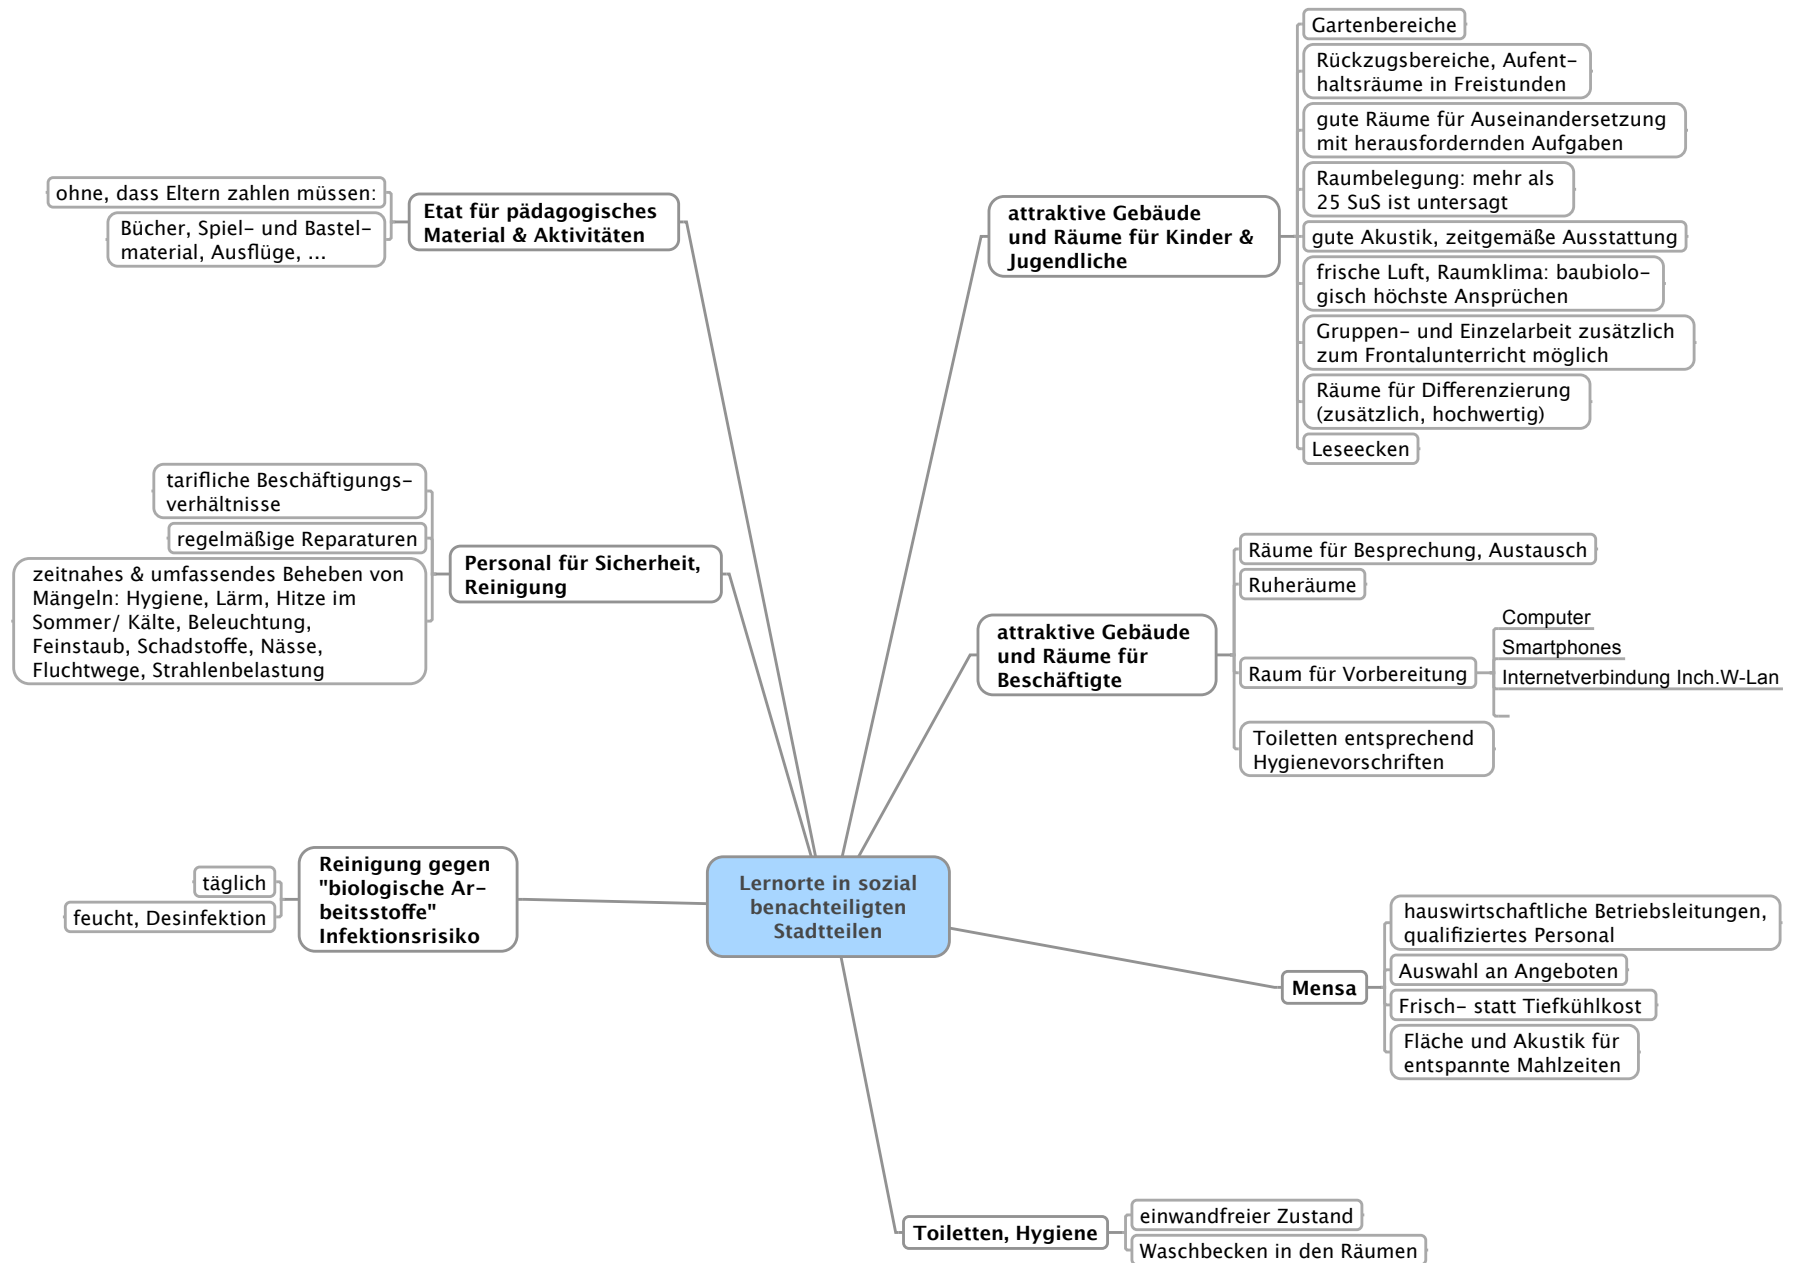 Lernorte in sozial
benachteiligten
Stadtteilen
attraktive Gebäude
und Räume für Kinder &
Jugendliche
Gartenbereiche
Rückzugsbereiche, Aufent-
haltsräume in Freistunden
gute Räume für Auseinandersetzung
mit herausfordernden Aufgaben
Raumbelegung: mehr als
25 SuS ist untersagt
gute Akustik, zeitgemäße Ausstattung
frische Luft, Raumklima: baubiolo-
gisch höchste Ansprüchen
Gruppen- und Einzelarbeit zusätzlich
zum Frontalunterricht möglich
Räume für Differenzierung
(zusätzlich, hochwertig)
Leseecken
attraktive Gebäude
und Räume für
Beschäftigte
Räume für Besprechung, Austausch
Ruheräume
Raum für Vorbereitung
Computer
Smartphones
Internetverbindung Inch.W-Lan
Toiletten entsprechend
Hygienevorschriften
Mensa
hauswirtschaftliche Betriebsleitungen,
qualifiziertes Personal
Auswahl an Angeboten
Frisch- statt Tiefkühlkost
Fläche und Akustik für
entspannte Mahlzeiten
Toiletten, Hygiene
einwandfreier Zustand
Waschbecken in den Räumen
Etat für pädagogisches
Material & Aktivitäten
ohne, dass Eltern zahlen müssen:
Bücher, Spiel- und Bastel-
material, Ausflüge, ...
Personal für Sicherheit,
Reinigung
tarifliche Beschäftigungs-
verhältnisse
regelmäßige Reparaturen
zeitnahes & umfassendes Beheben von
Mängeln: Hygiene, Lärm, Hitze im
Sommer/ Kälte, Beleuchtung,
Feinstaub, Schadstoffe, Nässe,
Fluchtwege, Strahlenbelastung
Reinigung gegen
"biologische Ar-
beitsstoffe"
Infektionsrisiko
täglich
feucht, Desinfektion